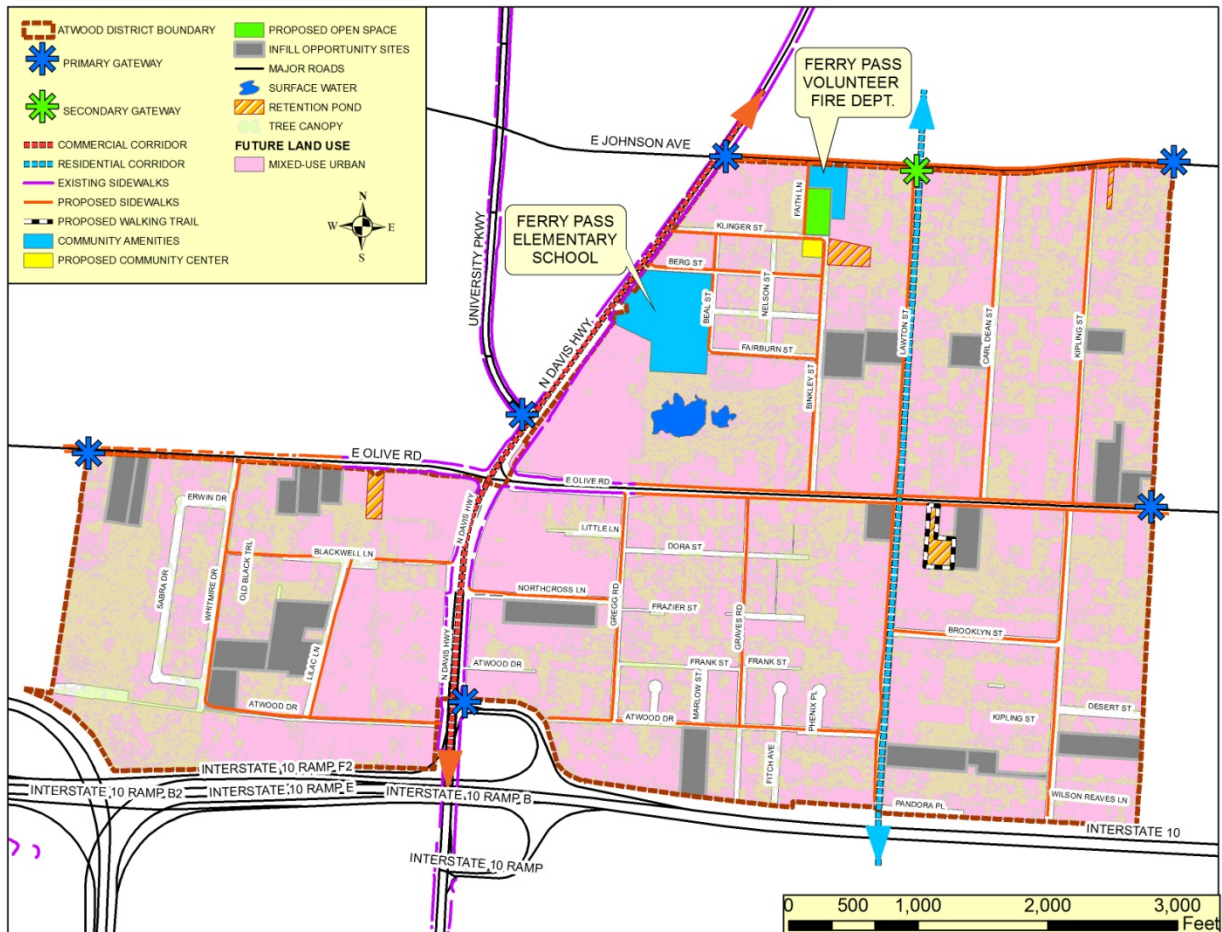 ATWOOD DISTRICT BOUNDARY
PRIMARY GATEWAY
SECONDARY GATEWAY
COMMERCIAL CORRIDOR
RESIDENTIAL CORRIDOR
EXISTING SIDEWALKS
PROPOSED SIDEWALKS
PROPOSED WALKING TRAIL
COMMUNITY AMENITIES
PROPOSED COMMUNITY CENTER
PROPOSED OPEN SPACE
INFILL OPPORTUNITY SITES
MAJOR ROADS
SURFACE WATER
RETENTION POND
TREE CANOPY
FUTURE LAND USE
MIXED-USE URBAN
N
W E
S
FERRY PASS
VOLUNTEER
FIRE DEPT.
E JOHNSON AVE
FERRY PASS
ELEMENTARY
SCHOOL
UNIVERSITY PKWY
N DAVIS HWY.
FAITH LN
KLINGER ST
BERG ST
BEAL ST
NELSON ST
FAIRBURN ST
BINKLEY ST
LAWTON ST
CARL DEAN ST
KIPLING ST
E OLIVE RD
E OLIVE RD
N DAVIS HWY
ERWIN DR
SABRA DR
WHITMIRE DR
OLD BLACK TRL
BLACKWELL LN
LILAC LN
ATWOOD DR
N DAVIS HWY
LITTLE LN
DORA ST
NORTHCROSS LN
GREGG RD
FRAZIER ST
GRAVES RD
ATWOOD DR
FRANK ST
FRANK ST
MARLOW ST
ATWOOD DR
FITCH AVE
PHENIX PL
BROOKLYN ST
KIPLING ST
DESERT ST
WILSON REAVES LN
PANDORA PL
INTERSTATE 10 RAMP F2
INTERSTATE 10 RAMP B2
INTERSTATE 10 RAMP E
INTERSTATE 10 RAMP B
INTERSTATE 10 RAMP
INTERSTATE 10
0 500 1,000 2,000 3,000
Feet